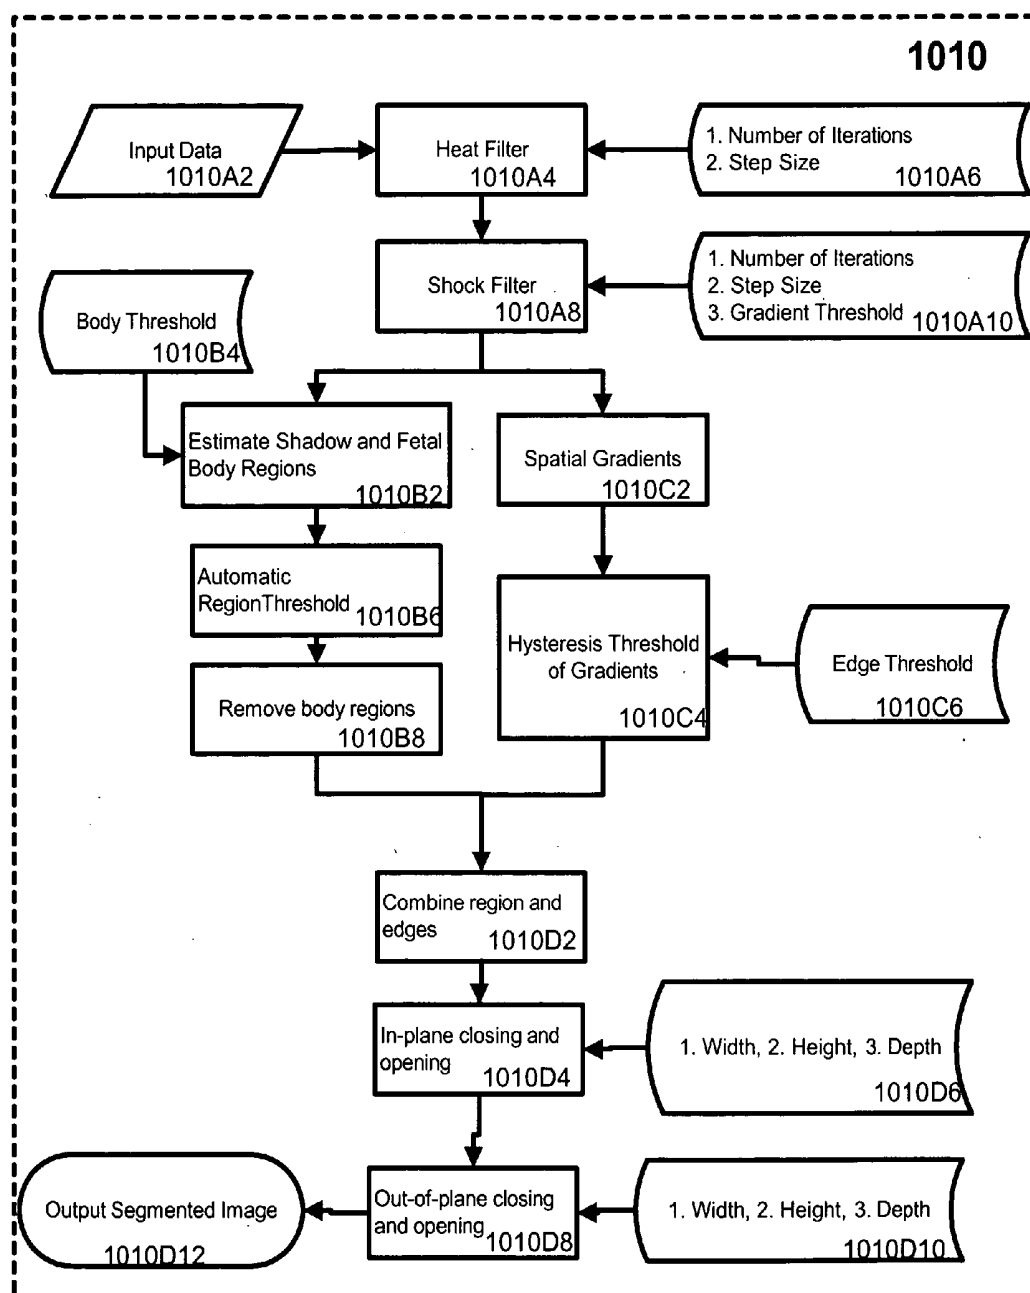 1010
Input Data
1010A2
Heat Filter
1010A4
1. Number of Iterations
2. Step Size
1010A6
Shock Filter
1010A8
1. Number of Iterations
2. Step Size
3. Gradient Threshold
1010A10
Body Threshold
1010B4
Estimate Shadow and Fetal
Body Regions
1010B2
Spatial Gradients
1010C2
Automatic
RegionThreshold
1010B6
Hysteresis Threshold
of Gradients
1010C4
Edge Threshold
1010C6
Remove body regions
1010B8
Combine region and
edges
1010D2
In-plane closing and
opening
1010D4
1. Width, 2. Height, 3. Depth
1010D6
Output Segmented Image
1010D12
Out-of-plane closing
and opening
1010D8
1. Width, 2. Height, 3. Depth
1010D10